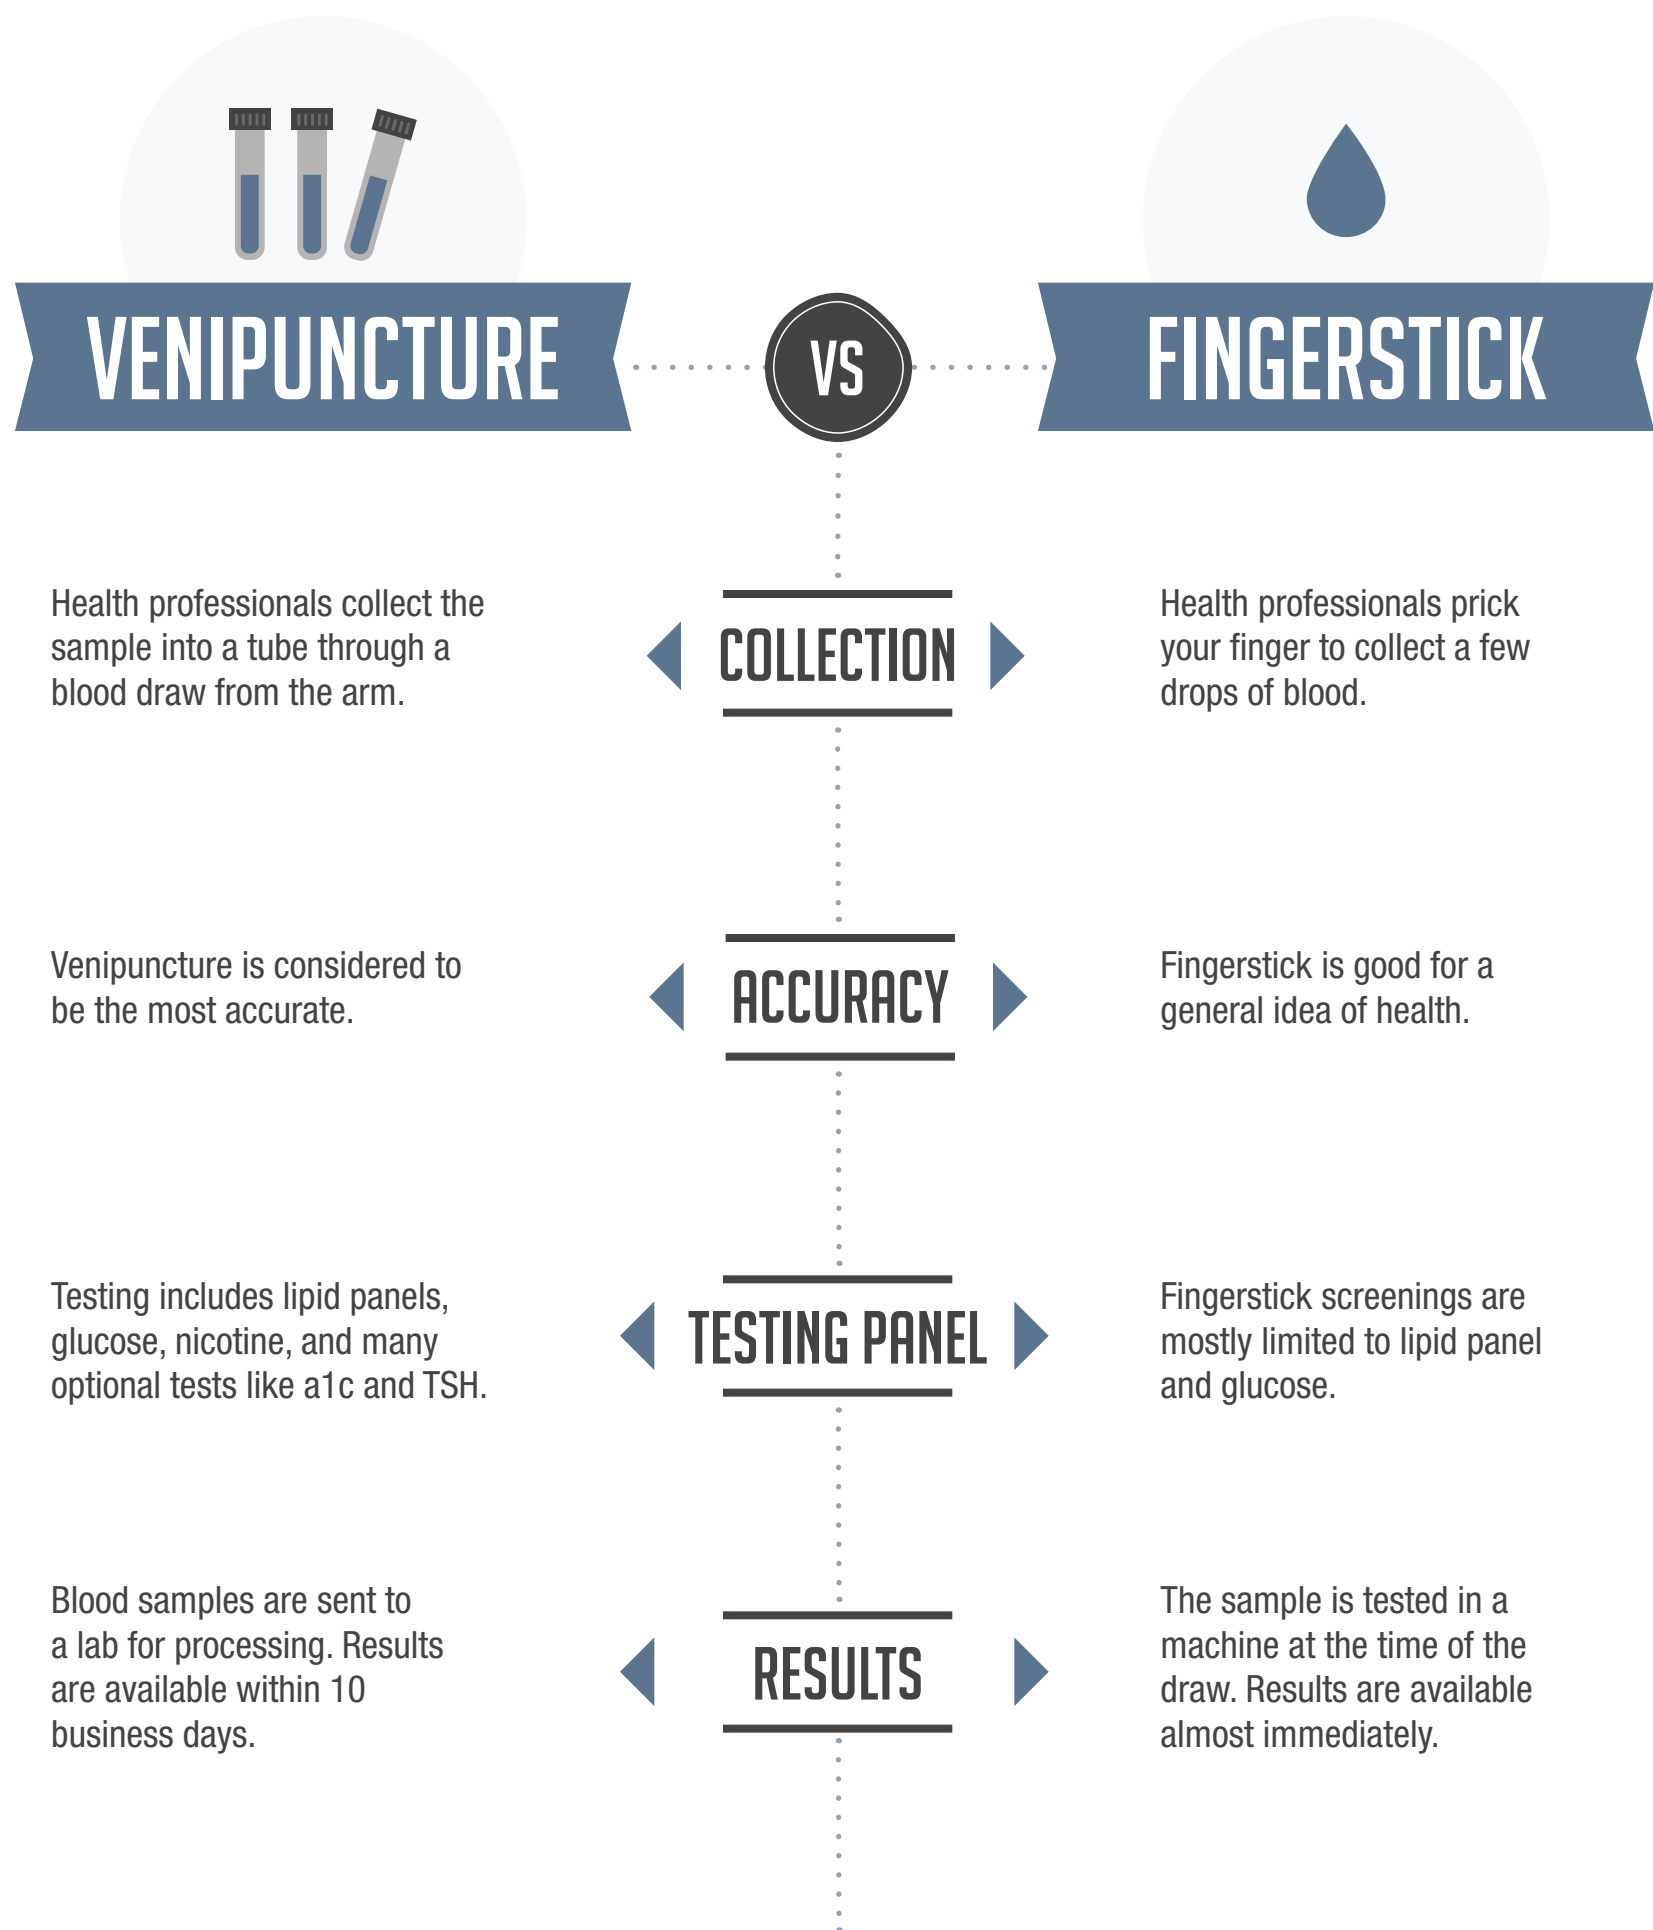 VENIPUNCTURE
VS
FINGERSTICK
Health professionals collect the
sample into a tube through a
blood draw from the arm.
COLLECTION
Health professionals prick
your finger to collect a few
drops of blood.
Venipuncture is considered to
be the most accurate.
ACCURACY
Fingerstick is good for a
general idea of health.
Testing includes lipid panels,
glucose, nicotine, and many
optional tests like a1c and TSH.
TESTING PANEL
Fingerstick screenings are
mostly limited to lipid panel
and glucose.
Blood samples are sent to
a lab for processing. Results
are available within 10
business days.
RESULTS
The sample is tested in a
machine at the time of the
draw. Results are available
almost immediately.